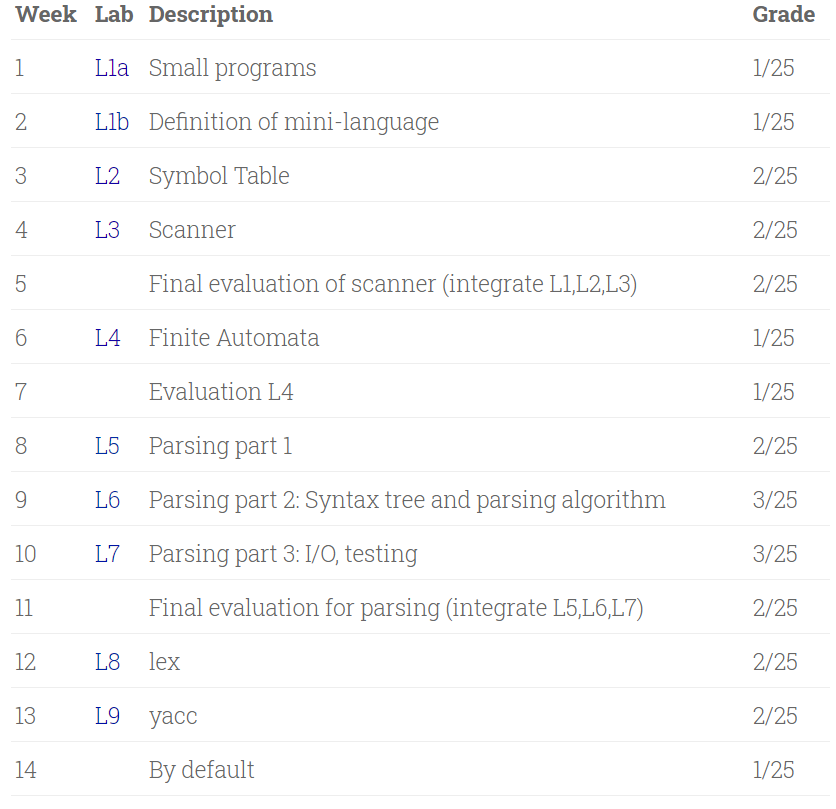 Week Lab Description Grade
1 L1a Small programs 1/25
2 L1b Definition of mini-language 1/25
3 L2 Symbol Table 2/25
4 L3 Scanner 2/25
5 Final evaluation of scanner (integrate L1,L2,L3) 2/25
6 L4 Finite Automata 1/25
7 Evaluation L4 1/25
8 L5 Parsing part 1 2/25
9 L6 Parsing part 2: Syntax tree and parsing algorithm 3/25
10 L7 Parsing part 3: I/O, testing 3/25
11 Final evaluation for parsing (integrate L5,L6,L7) 2/25
12 L8 lex 2/25
13 L9 yacc 2/25
14 By default 1/25